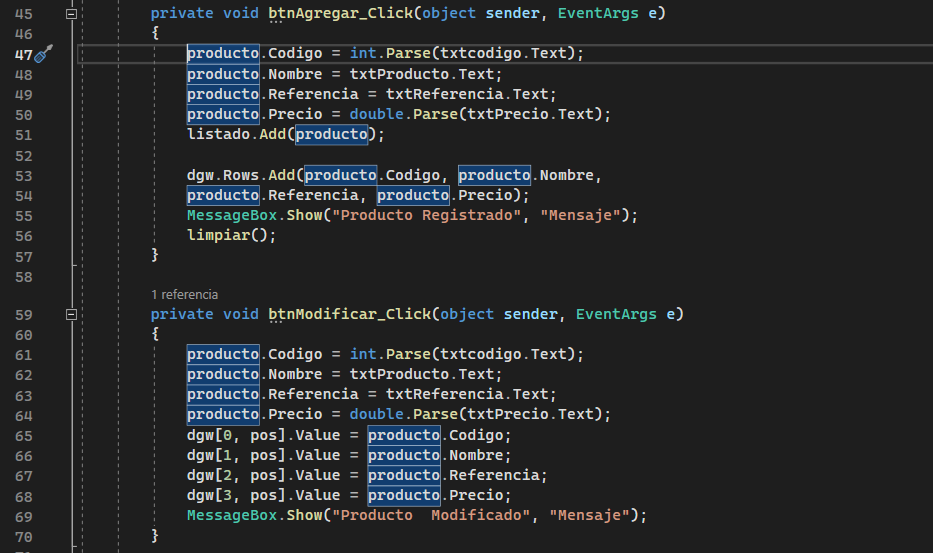 45 private void btnAgregar_Click(object sender, EventArgs e)
46 {
47 producto.Codigo = int.Parse(txtcodigo.Text);
48 producto.Nombre = txtProducto.Text;
49 producto.Referencia = txtReferencia.Text;
50 producto.Precio = double.Parse(txtPrecio.Text);
51 listado.Add(producto);
52
53 dgw.Rows.Add(producto.Codigo, producto.Nombre,
54 producto.Referencia, producto.Precio);
55 MessageBox.Show("Producto Registrado", "Mensaje");
56 limpiar();
57 }
58
1 referencia
59 private void btnModificar_Click(object sender, EventArgs e)
60 {
61 producto.Codigo = int.Parse(txtcodigo.Text);
62 producto.Nombre = txtProducto.Text;
63 producto.Referencia = txtReferencia.Text;
64 producto.Precio = double.Parse(txtPrecio.Text);
65 dgw[0, pos].Value = producto.Codigo;
66 dgw[1, pos].Value = producto.Nombre;
67 dgw[2, pos].Value = producto.Referencia;
68 dgw[3, pos].Value = producto.Precio;
69 MessageBox.Show("Producto  Modificado", "Mensaje");
70 }